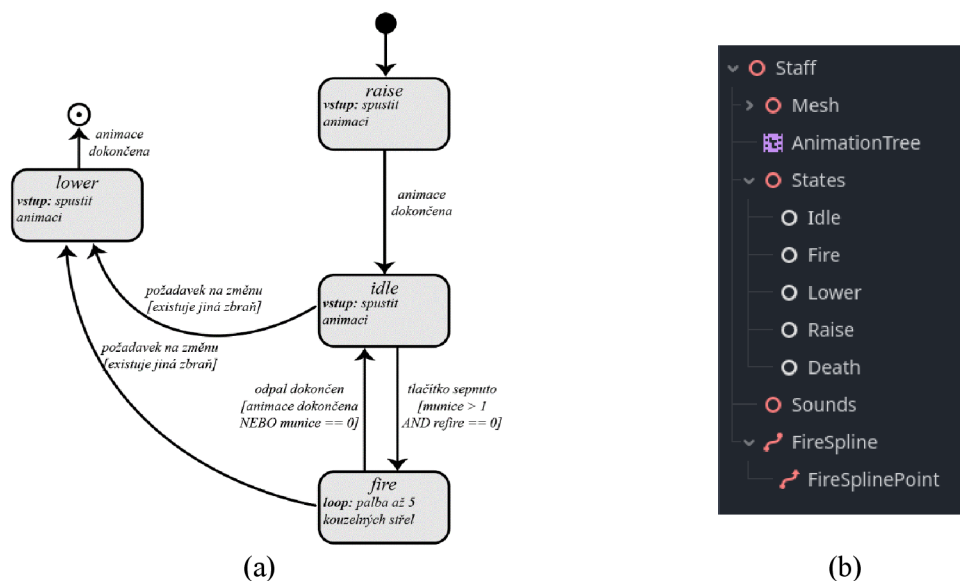 raise
vstup: spustit
animaci
animace
dokončena
lower
vstup: spustit
animaci
animace
dokončena
idle
vstup: spustit
animaci
požadavek na změnu
[existuje jiná zbraň]
požadavek na změnu
[existuje jiná zbraň]
odpal dokončen
[animace dokončena
NEBO munice == 0]
tlačítko sepnuto
[munice > 1
AND refire == 0]
fire
loop: palba až 5
kouzelných střel
(a)
Staff
Mesh
AnimationTree
States
Idle
Fire
Lower
Raise
Death
Sounds
FireSpline
FireSplinePoint
(b)